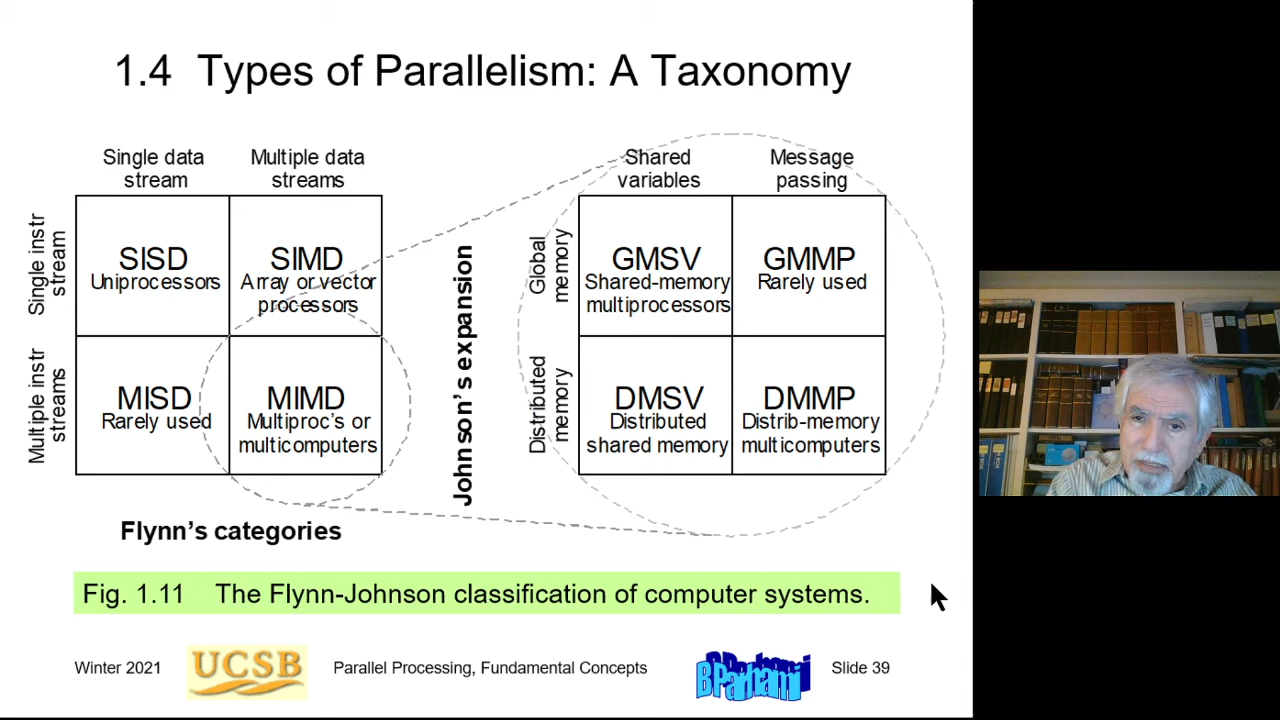 1.4 Types of Parallelism: A Taxonomy
Single data
stream
Multiple data
streams
Shared
variables
Message
passing
Single instr
stream
SISD
Uniprocessors
SIMD
Array or vector
processors
Multiple instr
streams
MISD
Rarely used
MIMD
Multiproc's or
multicomputers
Flynn's categories
Johnson's expansion
Global
memory
GMSV
Shared-memory
multiprocessors
GMMP
Rarely used
Distributed
memory
DMSV
Distributed
shared memory
DMMP
Distrib-memory
multicomputers
Fig. 1.11 The Flynn-Johnson classification of computer systems.
Winter 2021
UCSB
Parallel Processing, Fundamental Concepts
BParhami
Slide 39